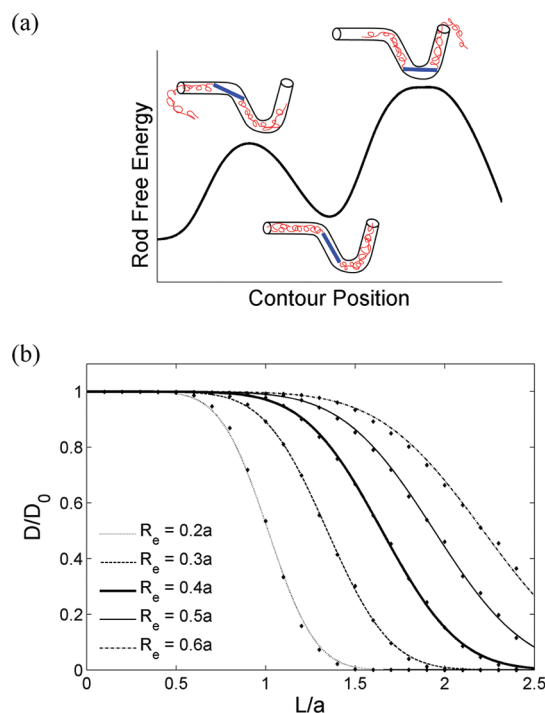 (a)
Rod Free Energy
Contour Position
(b)
D/D₀
1
0.8
0.6
0.4
0.2
0
Rₑ = 0.2a
Rₑ = 0.3a
Rₑ = 0.4a
Rₑ = 0.5a
Rₑ = 0.6a
0 0.5 1 1.5 2 2.5
L/a